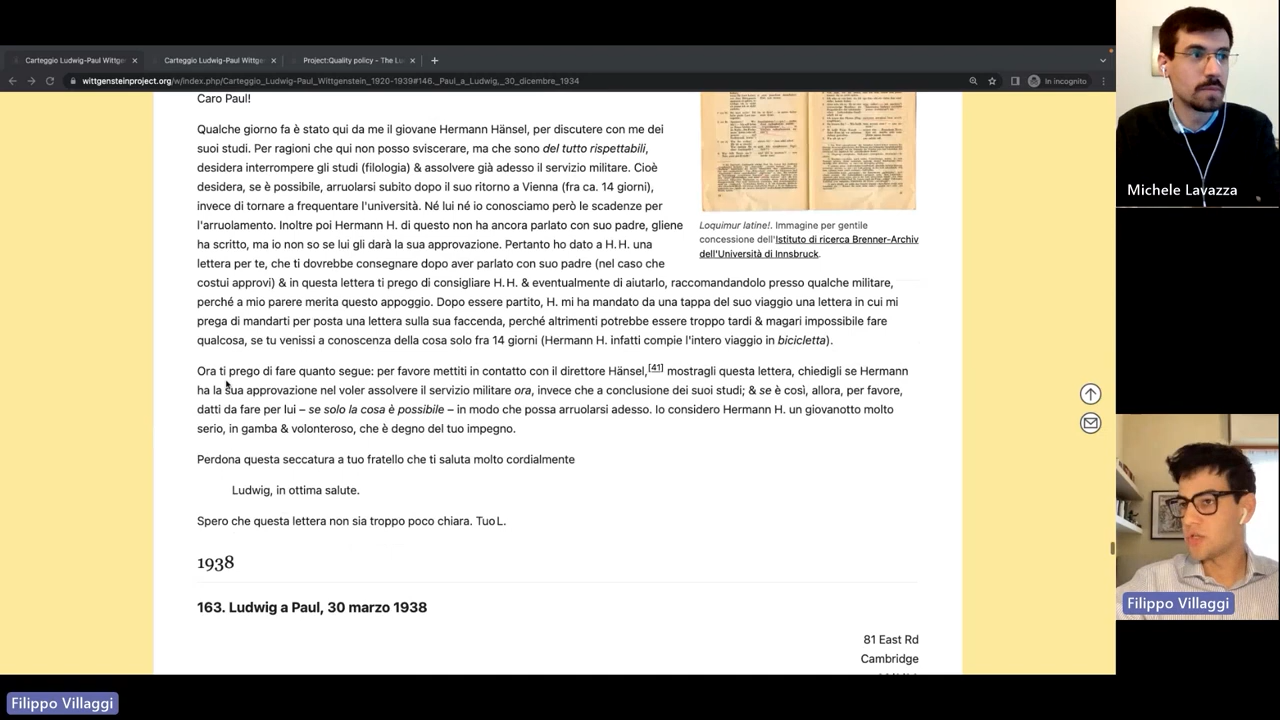 Carteggio Ludwig-Paul Wittge
Carteggio Ludwig-Paul Wittge
Project:Quality policy - The Lu
wittgensteinproject.org/w/index.php/Carteggio_Ludwig-Paul_Wittgenstein_1920-1939#146._Paul_a_Ludwig,_30_dicembre_1934
In incognito
Michele Lavazza
Caro Paul!
Qualche giorno fa è stato qui da me il giovane Hermann Hänsel, per discutere con me dei
suoi studi. Per ragioni che qui non posso sviscerare, ma che sono del tutto rispettabili,
desidera interrompere gli studi (filologia) & assolvere già adesso il servizio militare. Cioè
desidera, se è possibile, arruolarsi subito dopo il suo ritorno a Vienna (fra ca. 14 giorni),
invece di tornare a frequentare l'università. Né lui né io conosciamo però le scadenze per
l'arruolamento. Inoltre poi Hermann H. di questo non ha ancora parlato con suo padre, gliene
ha scritto, ma io non so se lui gli darà la sua approvazione. Pertanto ho dato a H. H. una
lettera per te, che ti dovrebbe consegnare dopo aver parlato con suo padre (nel caso che
costui approvi) & in questa lettera ti prego di consigliare H. H. & eventualmente di aiutarlo, raccomandandolo presso qualche militare,
perché a mio parere merita questo appoggio. Dopo essere partito, H. mi ha mandato da una tappa del suo viaggio una lettera in cui mi
prega di mandarti per posta una lettera sulla sua faccenda, perché altrimenti potrebbe essere troppo tardi & magari impossibile fare
qualcosa, se tu venissi a conoscenza della cosa solo fra 14 giorni (Hermann H. infatti compie l'intero viaggio in bicicletta).
Loquimur latine!. Immagine per gentile
concessione dell'Istituto di ricerca Brenner-Archiv
dell'Università di Innsbruck.
Ora ti prego di fare quanto segue: per favore mettiti in contatto con il direttore Hänsel,[41] mostragli questa lettera, chiedigli se Hermann
ha la sua approvazione nel voler assolvere il servizio militare ora, invece che a conclusione dei suoi studi; & se è così, allora, per favore,
datti da fare per lui – se solo la cosa è possibile – in modo che possa arruolarsi adesso. Io considero Hermann H. un giovanotto molto
serio, in gamba & volonteroso, che è degno del tuo impegno.
Perdona questa seccatura a tuo fratello che ti saluta molto cordialmente
Ludwig, in ottima salute.
Spero che questa lettera non sia troppo poco chiara. Tuo L.
1938
163. Ludwig a Paul, 30 marzo 1938
81 East Rd
Cambridge
Filippo Villaggi
Filippo Villaggi